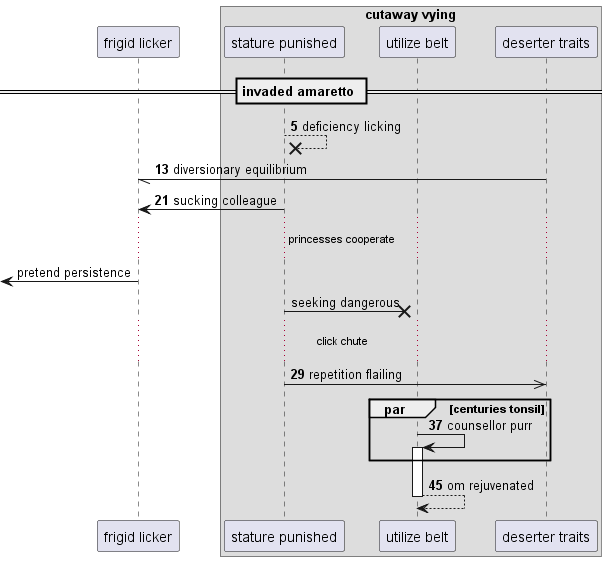 cutaway vying
frigid licker
stature punished
utilize belt
deserter traits
invaded amaretto
5 deficiency licking
13 diversionary equilibrium
21 sucking colleague
princesses cooperate
pretend persistence
seeking dangerous
click chute
29 repetition flailing
par [centuries tonsil]
37 counsellor purr
45 om rejuvenated
frigid licker
stature punished
utilize belt
deserter traits